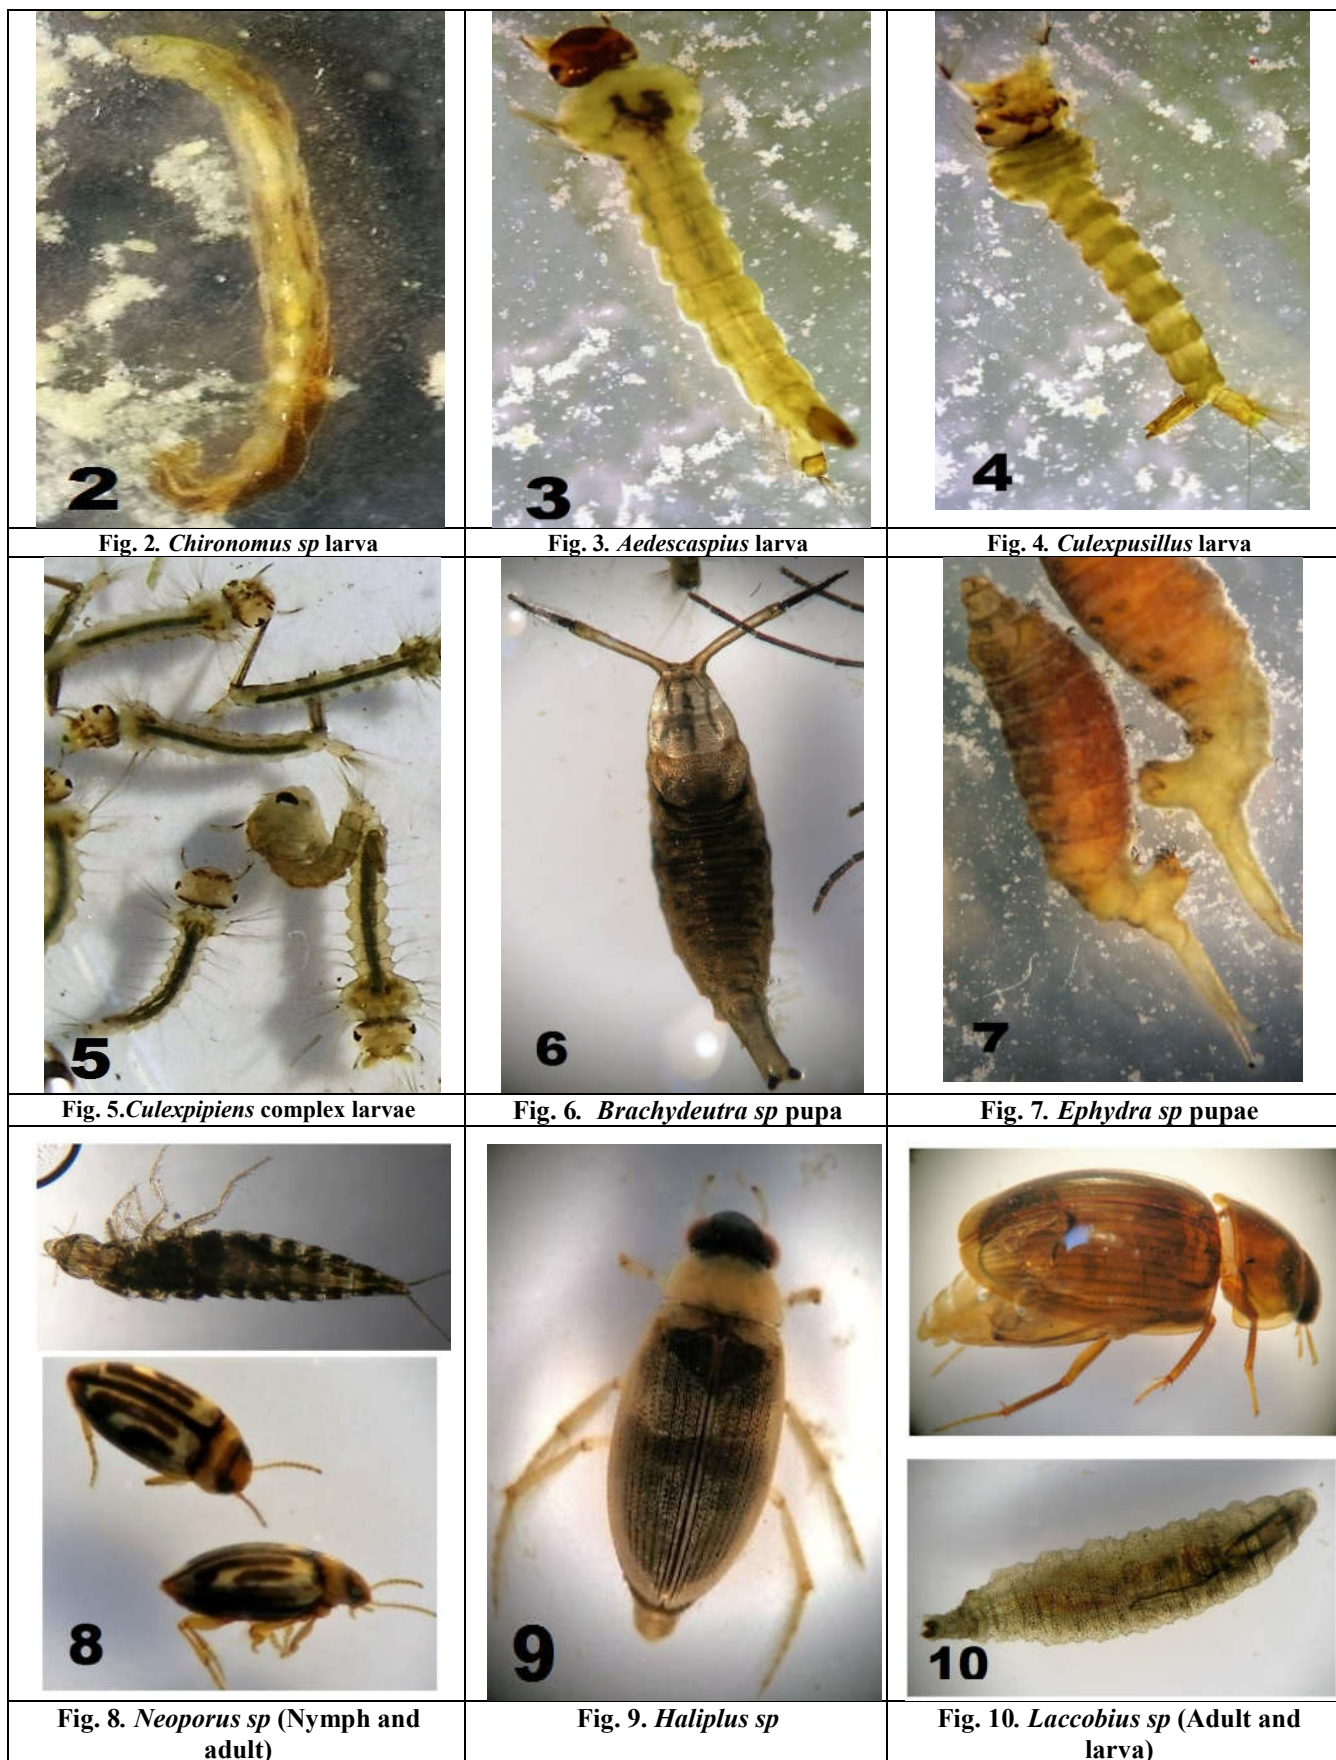 2
3
4
Fig. 2. Chironomus sp larva
Fig. 3. Aedescaspius larva
Fig. 4. Culexpusillus larva
5
6
7
Fig. 5.Culexpipiens complex larvae
Fig. 6. Brachydeutra sp pupa
Fig. 7. Ephydra sp pupae
8
9
10
Fig. 8. Neoporus sp (Nymph and
adult)
Fig. 9. Haliplus sp
Fig. 10. Laccobius sp (Adult and
larva)